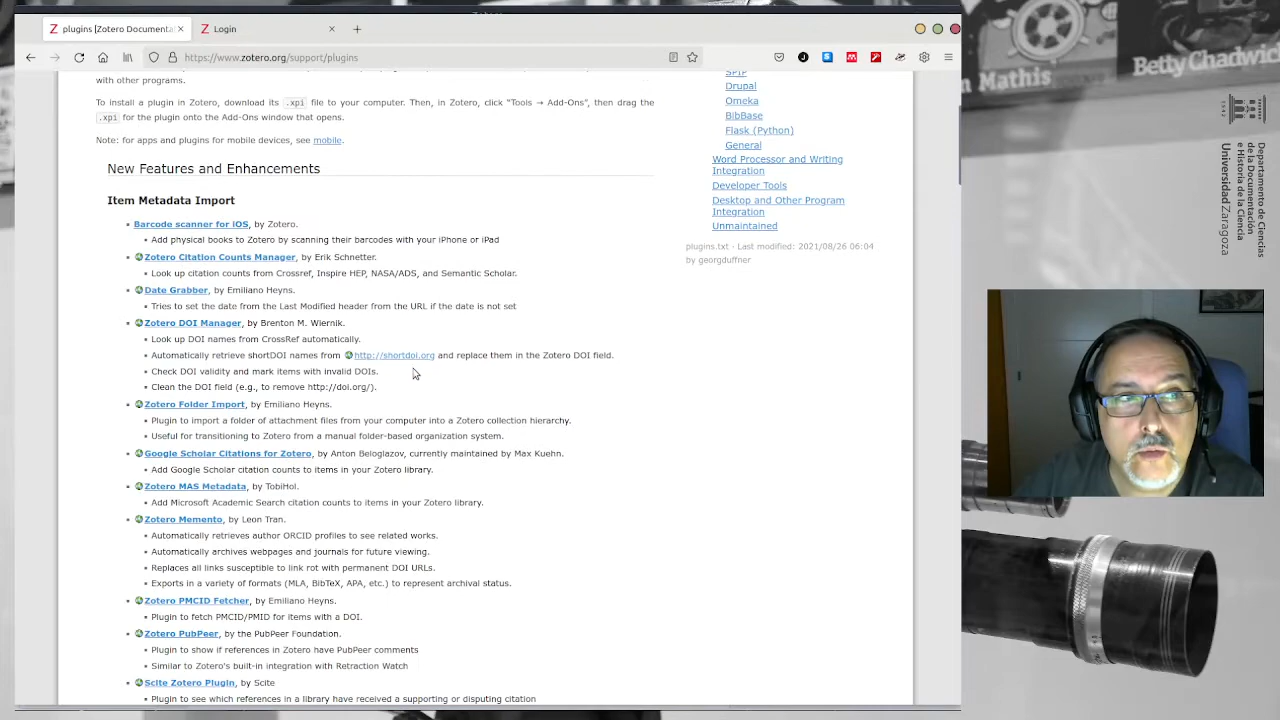 plugins [Zotero Documenta
Login
https://www.zotero.org/support/plugins
with other programs.
To install a plugin in Zotero, download its .xpi file to your computer. Then, in Zotero, click “Tools → Add-Ons”, then drag the
.xpi for the plugin onto the Add-Ons window that opens.
Note: for apps and plugins for mobile devices, see mobile.
New Features and Enhancements
Item Metadata Import
Barcode scanner for iOS, by Zotero.
Add physical books to Zotero by scanning their barcodes with your iPhone or iPad
Zotero Citation Counts Manager, by Erik Schnetter.
Look up citation counts from Crossref, Inspire HEP, NASA/ADS, and Semantic Scholar.
Date Grabber, by Emiliano Heyns.
Tries to set the date from the Last Modified header from the URL if the date is not set
Zotero DOI Manager, by Brenton M. Wiernik.
Look up DOI names from CrossRef automatically.
Automatically retrieve shortDOI names from http://shortdoi.org and replace them in the Zotero DOI field.
Check DOI validity and mark items with invalid DOIs.
Clean the DOI field (e.g., to remove http://doi.org/).
Zotero Folder Import, by Emiliano Heyns.
Plugin to import a folder of attachment files from your computer into a Zotero collection hierarchy.
Useful for transitioning to Zotero from a manual folder-based organization system.
Google Scholar Citations for Zotero, by Anton Beloglazov, currently maintained by Max Kuehn.
Add Google Scholar citation counts to items in your Zotero library.
Zotero MAS Metadata, by TobiHol.
Add Microsoft Academic Search citation counts to items in your Zotero library.
Zotero Memento, by Leon Tran.
Automatically retrieves author ORCID profiles to see related works.
Automatically archives webpages and journals for future viewing.
Replaces all links susceptible to link rot with permanent DOI URLs.
Exports in a variety of formats (MLA, BibTeX, APA, etc.) to represent archival status.
Zotero PMCID Fetcher, by Emiliano Heyns.
Plugin to fetch PMCID/PMID for items with a DOI.
Zotero PubPeer, by the PubPeer Foundation.
Plugin to show if references in Zotero have PubPeer comments
Similar to Zotero's built-in integration with Retraction Watch
Scite Zotero Plugin, by Scite
Plugin to see which references in a library have received a supporting or disputing citation
SPIP
Drupal
Omeka
BibBase
Flask (Python)
General
Word Processor and Writing
Integration
Developer Tools
Desktop and Other Program
Integration
Unmaintained
plugins.txt · Last modified: 2021/08/26 06:04
by georgduffner
Mathis
Betty Chadw
Departamento de Ciencias
de la Documentación
e Historia de la Ciencia
Universidad Zaragoza
1542